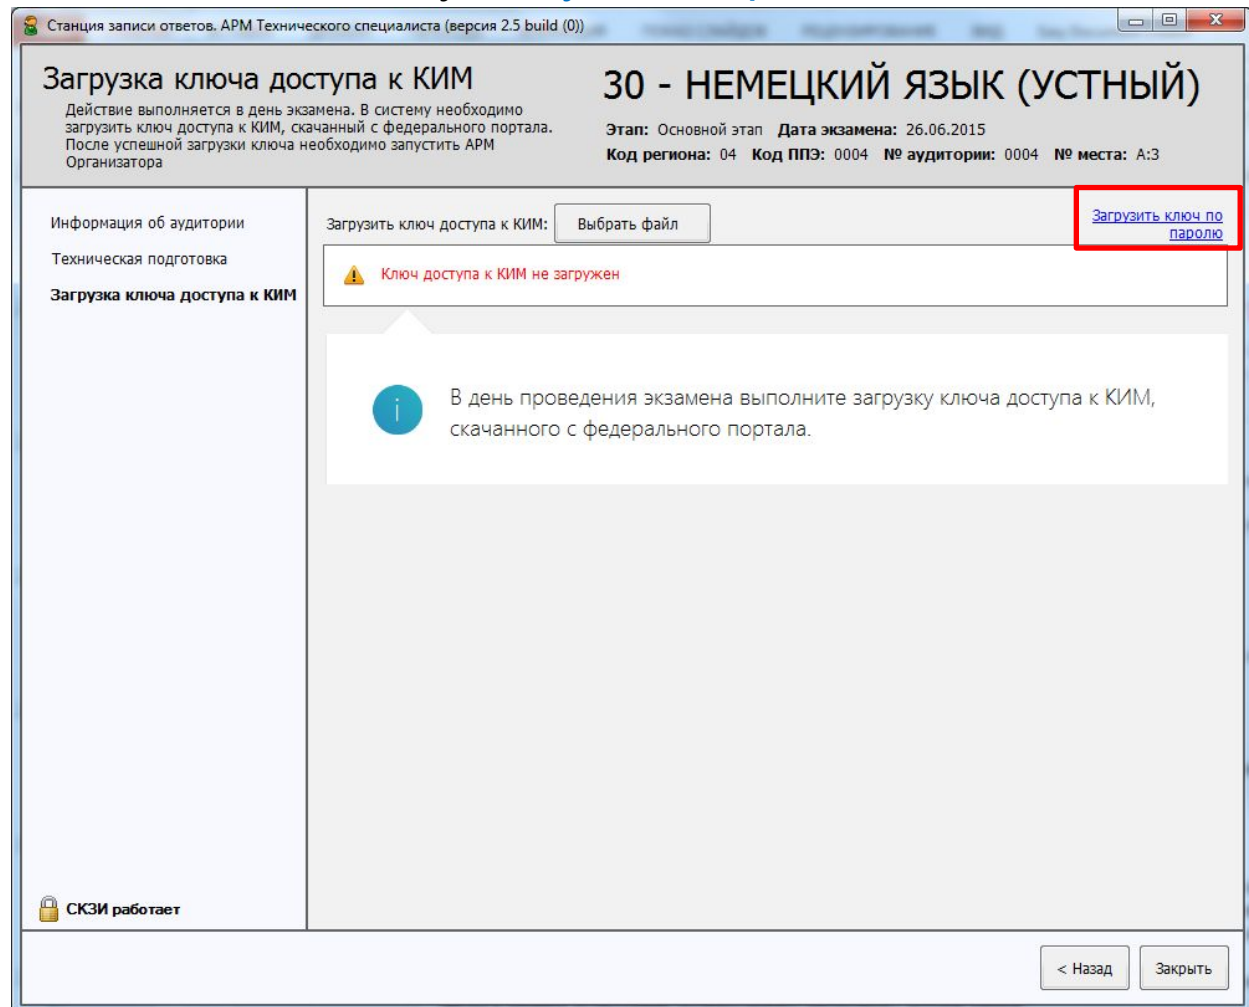 Станция записи ответов. АРМ Технического специалиста (версия 2.5 build (0))
Загрузка ключа доступа к КИМ
Действие выполняется в день экзамена. В систему необходимо
загрузить ключ доступа к КИМ, скачанный с федерального портала.
После успешной загрузки ключа необходимо запустить АРМ
Организатора
30 - НЕМЕЦКИЙ ЯЗЫК (УСТНЫЙ)
Этап: Основной этап Дата экзамена: 26.06.2015
Код региона: 04 Код ППЭ: 0004 № аудитории: 0004 № места: А:3
Информация об аудитории
Техническая подготовка
Загрузка ключа доступа к КИМ
Загрузить ключ доступа к КИМ: Выбрать файл
Загрузить ключ по
паролю
Ключ доступа к КИМ не загружен
В день проведения экзамена выполните загрузку ключа доступа к КИМ,
скачанного с федерального портала.
СКЗИ работает
< Назад Закрыть